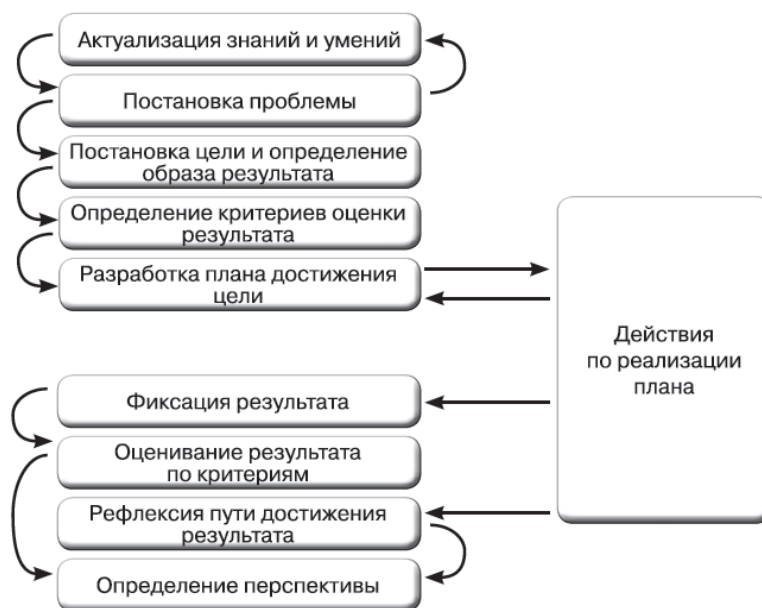 Актуализация знаний и умений
Постановка проблемы
Постановка цели и определение
образа результата
Определение критериев оценки
результата
Разработка плана достижения
цели
Действия
по реализации
плана
Фиксация результата
Оценивание результата
по критериям
Рефлексия пути достижения
результата
Определение перспективы